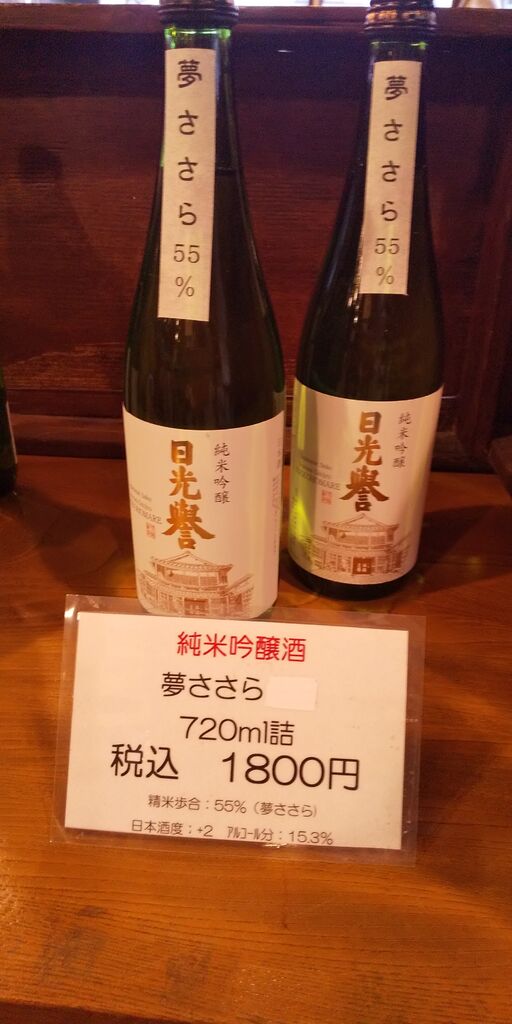 夢ささら55%
夢ささら55%
純米吟醸
日光誉
純米吟醸
日光誉
純米吟醸酒
夢ささら
720ml詰
税込 1800円
精米歩合：55%（夢ささら）
日本酒度：+2 アルコール分：15.3%